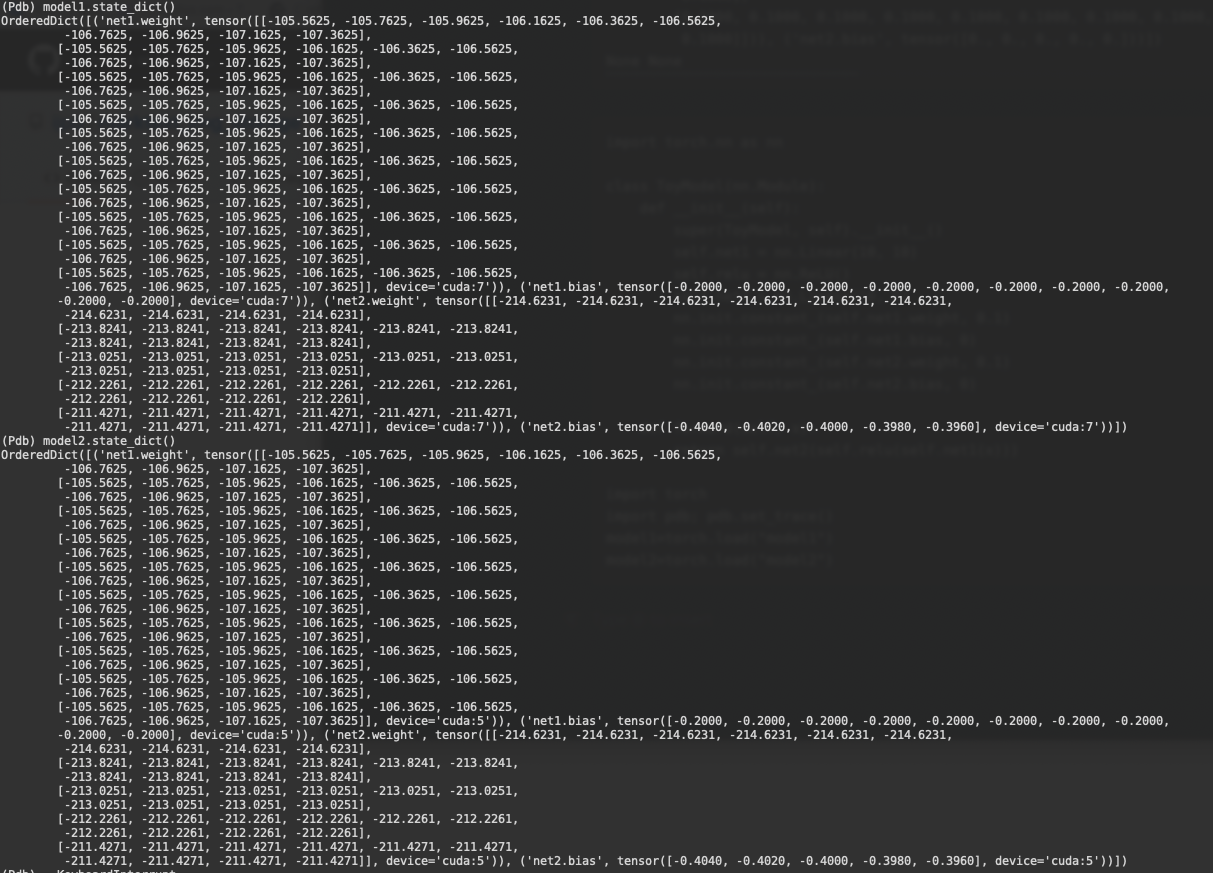 (Pdb) model1.state_dict()
OrderedDict([('net1.weight', tensor([[-105.5625, -105.7625, -105.9625, -106.1625, -106.3625, -106.5625,
-106.7625, -106.9625, -107.1625, -107.3625],
[-105.5625, -105.7625, -105.9625, -106.1625, -106.3625, -106.5625,
-106.7625, -106.9625, -107.1625, -107.3625],
[-105.5625, -105.7625, -105.9625, -106.1625, -106.3625, -106.5625,
-106.7625, -106.9625, -107.1625, -107.3625],
[-105.5625, -105.7625, -105.9625, -106.1625, -106.3625, -106.5625,
-106.7625, -106.9625, -107.1625, -107.3625],
[-105.5625, -105.7625, -105.9625, -106.1625, -106.3625, -106.5625,
-106.7625, -106.9625, -107.1625, -107.3625],
[-105.5625, -105.7625, -105.9625, -106.1625, -106.3625, -106.5625,
-106.7625, -106.9625, -107.1625, -107.3625],
[-105.5625, -105.7625, -105.9625, -106.1625, -106.3625, -106.5625,
-106.7625, -106.9625, -107.1625, -107.3625],
[-105.5625, -105.7625, -105.9625, -106.1625, -106.3625, -106.5625,
-106.7625, -106.9625, -107.1625, -107.3625],
[-105.5625, -105.7625, -105.9625, -106.1625, -106.3625, -106.5625,
-106.7625, -106.9625, -107.1625, -107.3625],
[-105.5625, -105.7625, -105.9625, -106.1625, -106.3625, -106.5625,
-106.7625, -106.9625, -107.1625, -107.3625]], device='cuda:7')), ('net1.bias', tensor([-0.2000, -0.2000, -0.2000, -0.2000, -0.2000, -0.2000, -0.2000, -0.2000,
-0.2000, -0.2000], device='cuda:7')), ('net2.weight', tensor([[-214.6231, -214.6231, -214.6231, -214.6231, -214.6231, -214.6231,
-214.6231, -214.6231, -214.6231, -214.6231],
[-213.8241, -213.8241, -213.8241, -213.8241, -213.8241, -213.8241,
-213.8241, -213.8241, -213.8241, -213.8241],
[-213.0251, -213.0251, -213.0251, -213.0251, -213.0251, -213.0251,
-213.0251, -213.0251, -213.0251, -213.0251],
[-212.2261, -212.2261, -212.2261, -212.2261, -212.2261, -212.2261,
-212.2261, -212.2261, -212.2261, -212.2261],
[-211.4271, -211.4271, -211.4271, -211.4271, -211.4271, -211.4271,
-211.4271, -211.4271, -211.4271, -211.4271]], device='cuda:7')), ('net2.bias', tensor([-0.4040, -0.4020, -0.4000, -0.3980, -0.3960], device='cuda:7'))])
(Pdb) model2.state_dict()
OrderedDict([('net1.weight', tensor([[-105.5625, -105.7625, -105.9625, -106.1625, -106.3625, -106.5625,
-106.7625, -106.9625, -107.1625, -107.3625],
[-105.5625, -105.7625, -105.9625, -106.1625, -106.3625, -106.5625,
-106.7625, -106.9625, -107.1625, -107.3625],
[-105.5625, -105.7625, -105.9625, -106.1625, -106.3625, -106.5625,
-106.7625, -106.9625, -107.1625, -107.3625],
[-105.5625, -105.7625, -105.9625, -106.1625, -106.3625, -106.5625,
-106.7625, -106.9625, -107.1625, -107.3625],
[-105.5625, -105.7625, -105.9625, -106.1625, -106.3625, -106.5625,
-106.7625, -106.9625, -107.1625, -107.3625],
[-105.5625, -105.7625, -105.9625, -106.1625, -106.3625, -106.5625,
-106.7625, -106.9625, -107.1625, -107.3625],
[-105.5625, -105.7625, -105.9625, -106.1625, -106.3625, -106.5625,
-106.7625, -106.9625, -107.1625, -107.3625],
[-105.5625, -105.7625, -105.9625, -106.1625, -106.3625, -106.5625,
-106.7625, -106.9625, -107.1625, -107.3625],
[-105.5625, -105.7625, -105.9625, -106.1625, -106.3625, -106.5625,
-106.7625, -106.9625, -107.1625, -107.3625],
[-105.5625, -105.7625, -105.9625, -106.1625, -106.3625, -106.5625,
-106.7625, -106.9625, -107.1625, -107.3625]], device='cuda:5')), ('net1.bias', tensor([-0.2000, -0.2000, -0.2000, -0.2000, -0.2000, -0.2000, -0.2000, -0.2000,
-0.2000, -0.2000], device='cuda:5')), ('net2.weight', tensor([[-214.6231, -214.6231, -214.6231, -214.6231, -214.6231, -214.6231,
-214.6231, -214.6231, -214.6231, -214.6231],
[-213.8241, -213.8241, -213.8241, -213.8241, -213.8241, -213.8241,
-213.8241, -213.8241, -213.8241, -213.8241],
[-213.0251, -213.0251, -213.0251, -213.0251, -213.0251, -213.0251,
-213.0251, -213.0251, -213.0251, -213.0251],
[-212.2261, -212.2261, -212.2261, -212.2261, -212.2261, -212.2261,
-212.2261, -212.2261, -212.2261, -212.2261],
[-211.4271, -211.4271, -211.4271, -211.4271, -211.4271, -211.4271,
-211.4271, -211.4271, -211.4271, -211.4271]], device='cuda:5')), ('net2.bias', tensor([-0.4040, -0.4020, -0.4000, -0.3980, -0.3960], device='cuda:5'))])
(Pdb) KeyboardInterrupt